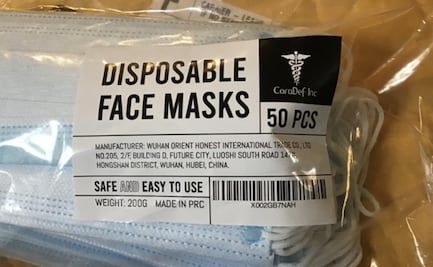 DISPOSABLE
FACE MASKS
CaraDef Inc
50 PCS
MANUFACTURER: WUHAN ORIENT HONEST INTERNATIONAL TRADE CO., LTD
NO.205, 2/F, BUILDING D, FUTURE CITY, LUOSHI SOUTH ROAD 147#,
HONGSHAN DISTRICT, WUHAN, HUBEI, CHINA.
SAFE AND EASY TO USE
WEIGHT: 200G MADE IN PRC
X002GB7NAH